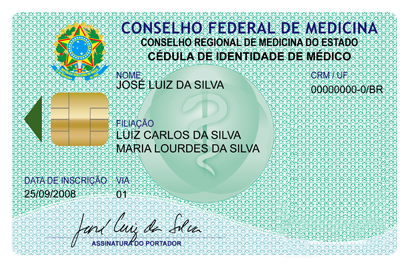 CONSELHO FEDERAL DE MEDICINA
CONSELHO REGIONAL DE MEDICINA DO ESTADO
CÉDULA DE IDENTIDADE DE MÉDICO
NOME
JOSÉ LUIZ DA SILVA
CRM / UF
00000000-0/BR
FILIAÇÃO
LUIZ CARLOS DA SILVA
MARIA LOURDES DA SILVA
DATA DE INSCRIÇÃO VIA
25/09/2008 01
José Luiz da Silva
ASSINATURA DO PORTADOR